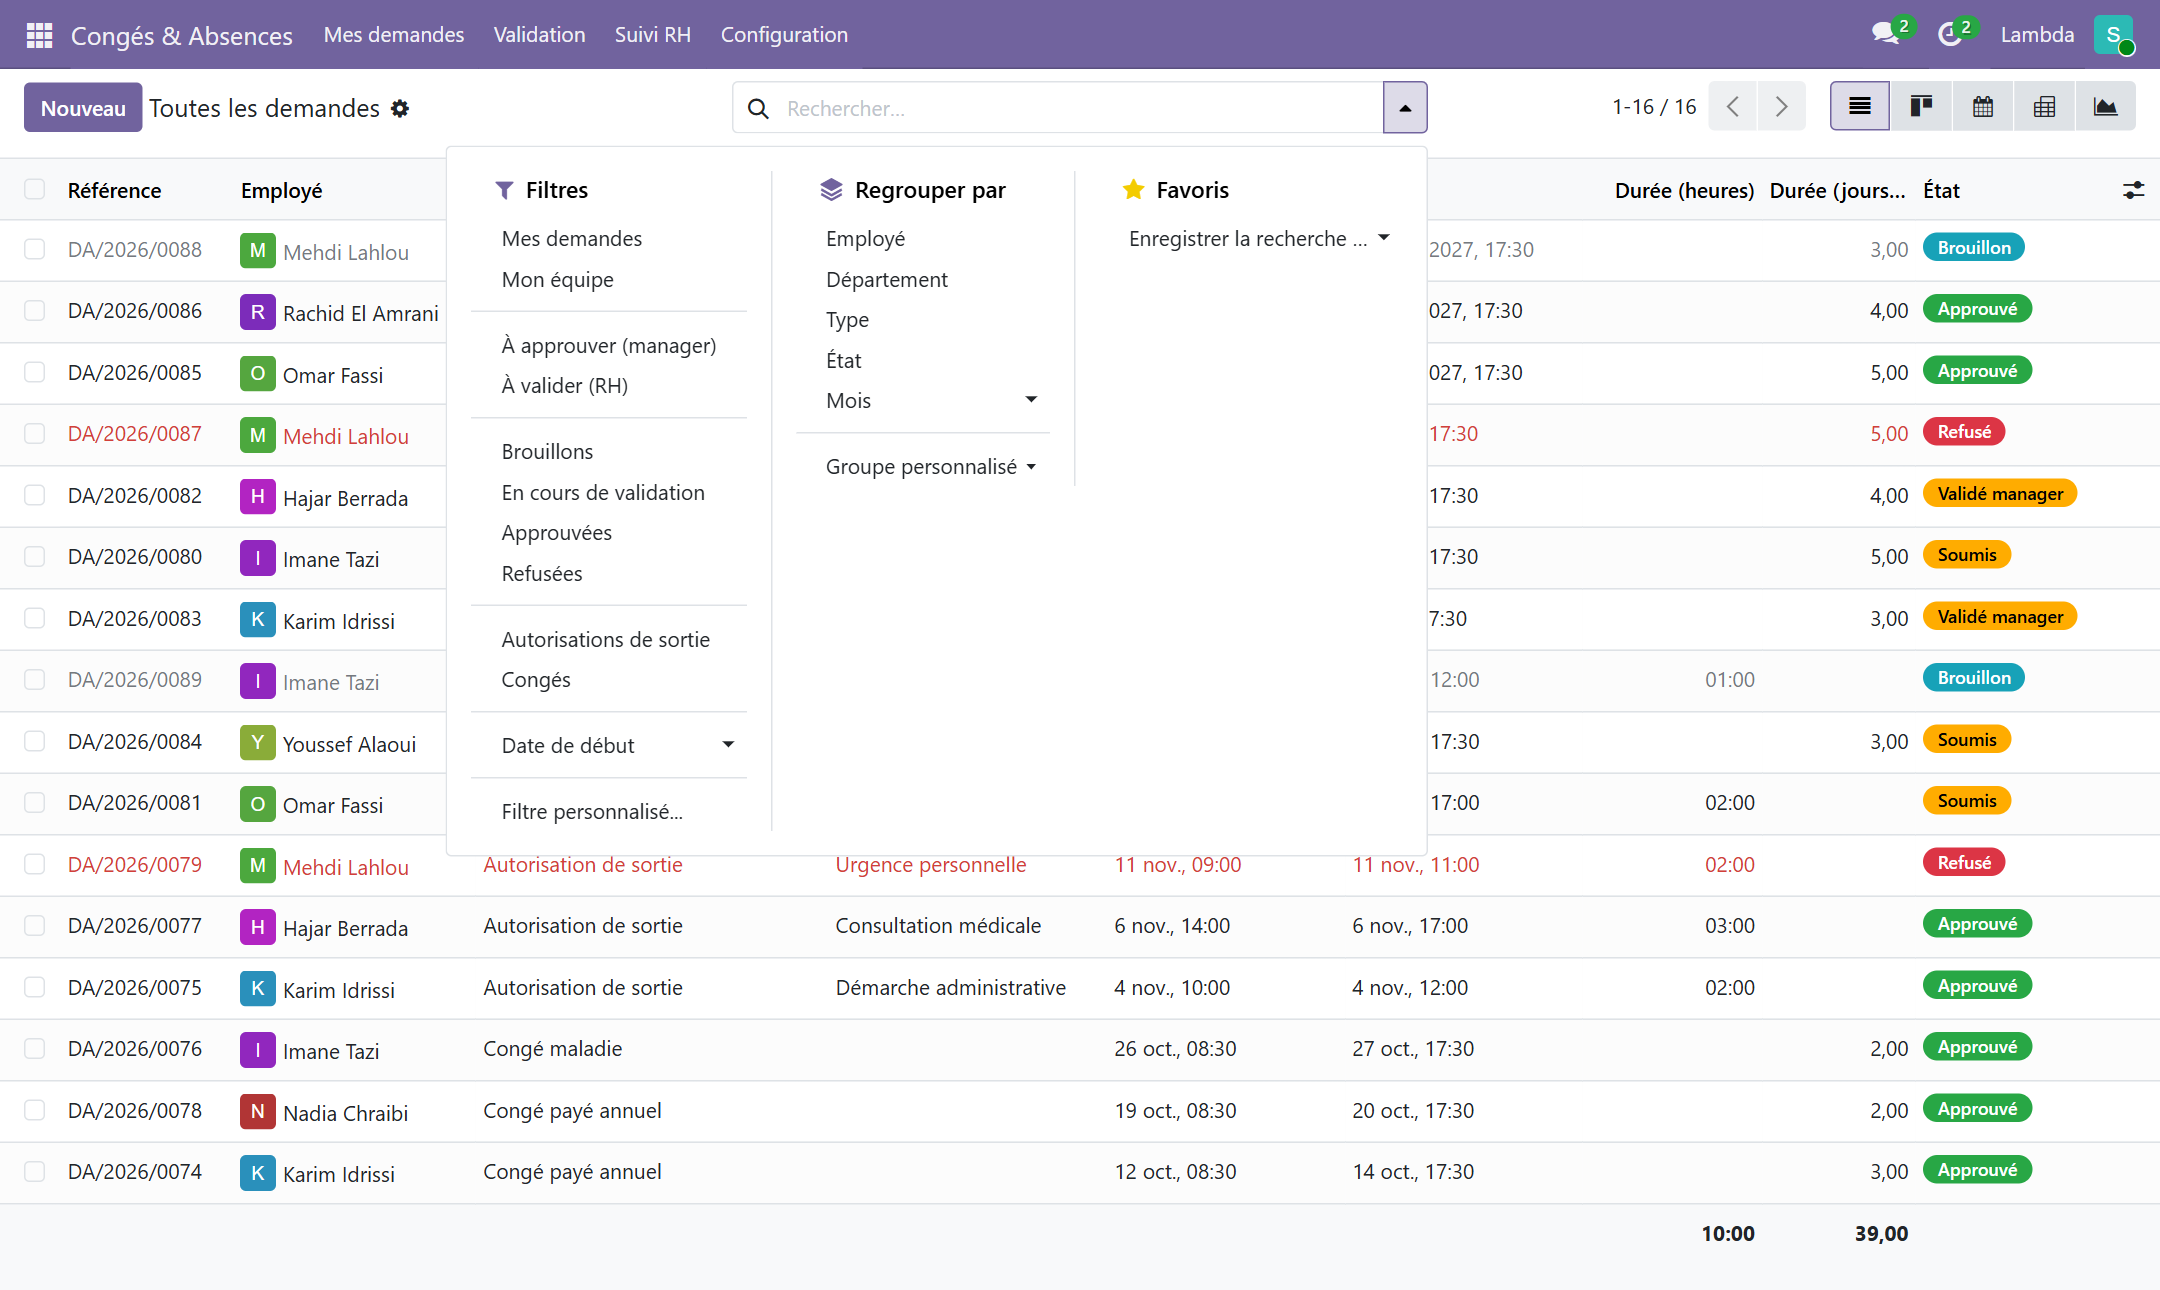 Congés & Absences Mes demandes Validation Suivi RH Configuration 2 2 Lambda S
Nouveau Toutes les demandes Rechercher... 1-16 / 16
Référence Employé Durée (heures) Durée (jours... État
Filtres
Mes demandes
Mon équipe
À approuver (manager)
À valider (RH)
Brouillons
En cours de validation
Approuvées
Refusées
Autorisations de sortie
Congés
Date de début
Filtre personnalisé...
Regrouper par
Employé
Département
Type
État
Mois
Groupe personnalisé
Favoris
Enregistrer la recherche ...
DA/2026/0088 M Mehdi Lahlou 2027, 17:30 3,00 Brouillon
DA/2026/0086 R Rachid El Amrani 027, 17:30 4,00 Approuvé
DA/2026/0085 O Omar Fassi 027, 17:30 5,00 Approuvé
DA/2026/0087 M Mehdi Lahlou 17:30 5,00 Refusé
DA/2026/0082 H Hajar Berrada 17:30 4,00 Validé manager
DA/2026/0080 I Imane Tazi 17:30 5,00 Soumis
DA/2026/0083 K Karim Idrissi 7:30 3,00 Validé manager
DA/2026/0089 I Imane Tazi 12:00 01:00 Brouillon
DA/2026/0084 Y Youssef Alaoui 17:30 3,00 Soumis
DA/2026/0081 O Omar Fassi 17:00 02:00 Soumis
DA/2026/0079 M Mehdi Lahlou Autorisation de sortie Urgence personnelle 11 nov., 09:00 11 nov., 11:00 02:00 Refusé
DA/2026/0077 H Hajar Berrada Autorisation de sortie Consultation médicale 6 nov., 14:00 6 nov., 17:00 03:00 Approuvé
DA/2026/0075 K Karim Idrissi Autorisation de sortie Démarche administrative 4 nov., 10:00 4 nov., 12:00 02:00 Approuvé
DA/2026/0076 I Imane Tazi Congé maladie 26 oct., 08:30 27 oct., 17:30 2,00 Approuvé
DA/2026/0078 N Nadia Chraibi Congé payé annuel 19 oct., 08:30 20 oct., 17:30 2,00 Approuvé
DA/2026/0074 K Karim Idrissi Congé payé annuel 12 oct., 08:30 14 oct., 17:30 3,00 Approuvé
10:00 39,00